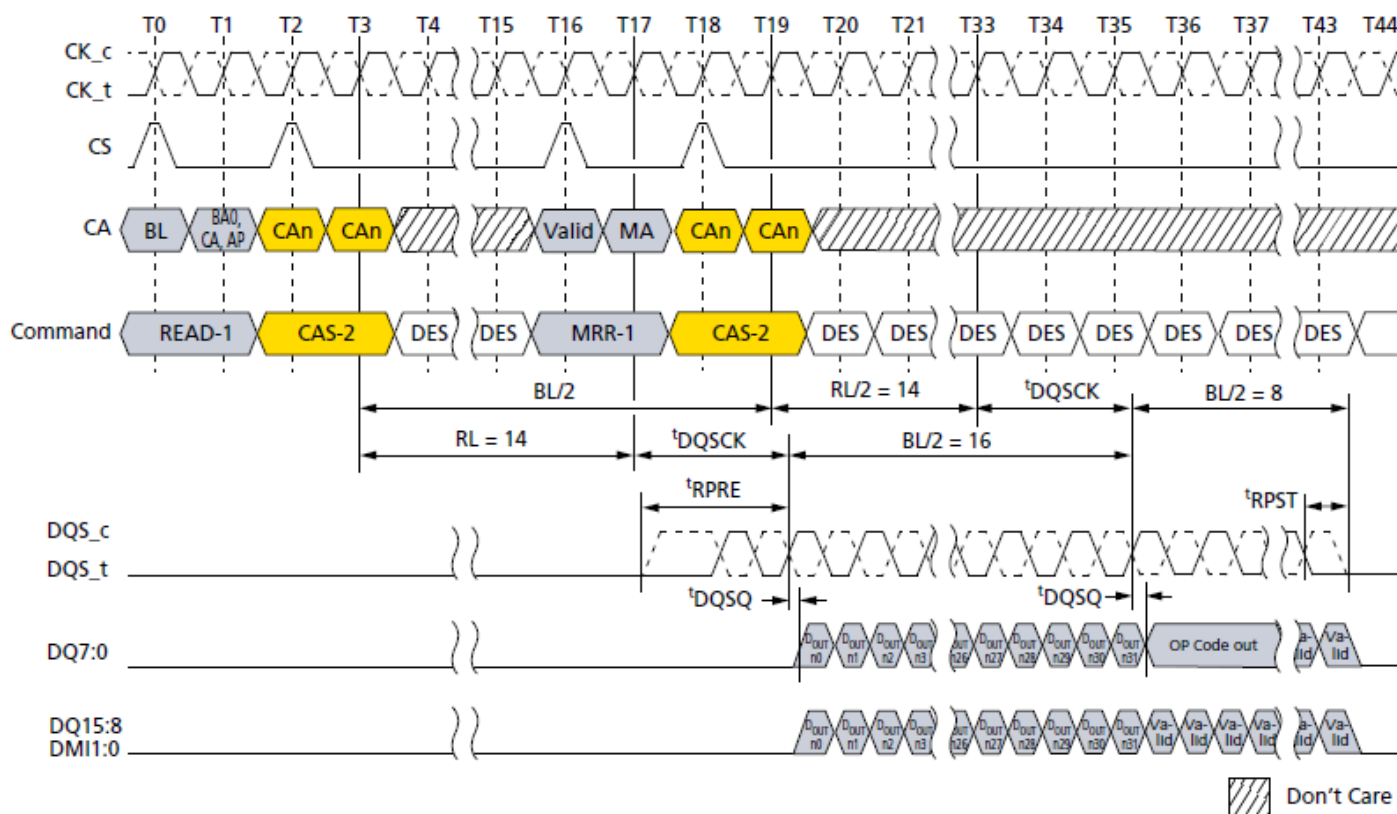 T0 T1 T2 T3 T4 T15 T16 T17 T18 T19 T20 T21 T33 T34 T35 T36 T37 T43 T44
CK_c
CK_t
CS
CA BL BA0, CA, AP CAn CAn Valid MA CAn CAn
Command READ-1 CAS-2 DES DES MRR-1 CAS-2 DES DES DES DES DES DES DES DES
BL/2 RL/2 = 14 tDQSCK BL/2 = 8
RL = 14 tDQSCK BL/2 = 16
tRPRE tRPST
DQS_c
DQS_t
tDQSQ tDQSQ
DQ7:0 DOUT n0 DOUT n1 DOUT n2 DOUT n3 DOUT n26 DOUT n27 DOUT n28 DOUT n29 DOUT n30 DOUT n31 OP Code out Va-lid Va-lid
DQ15:8
DMI1:0 DOUT n0 DOUT n1 DOUT n2 DOUT n3 DOUT n26 DOUT n27 DOUT n28 DOUT n29 DOUT n30 DOUT n31 Va-lid Va-lid Va-lid Va-lid Va-lid Va-lid
Don't Care